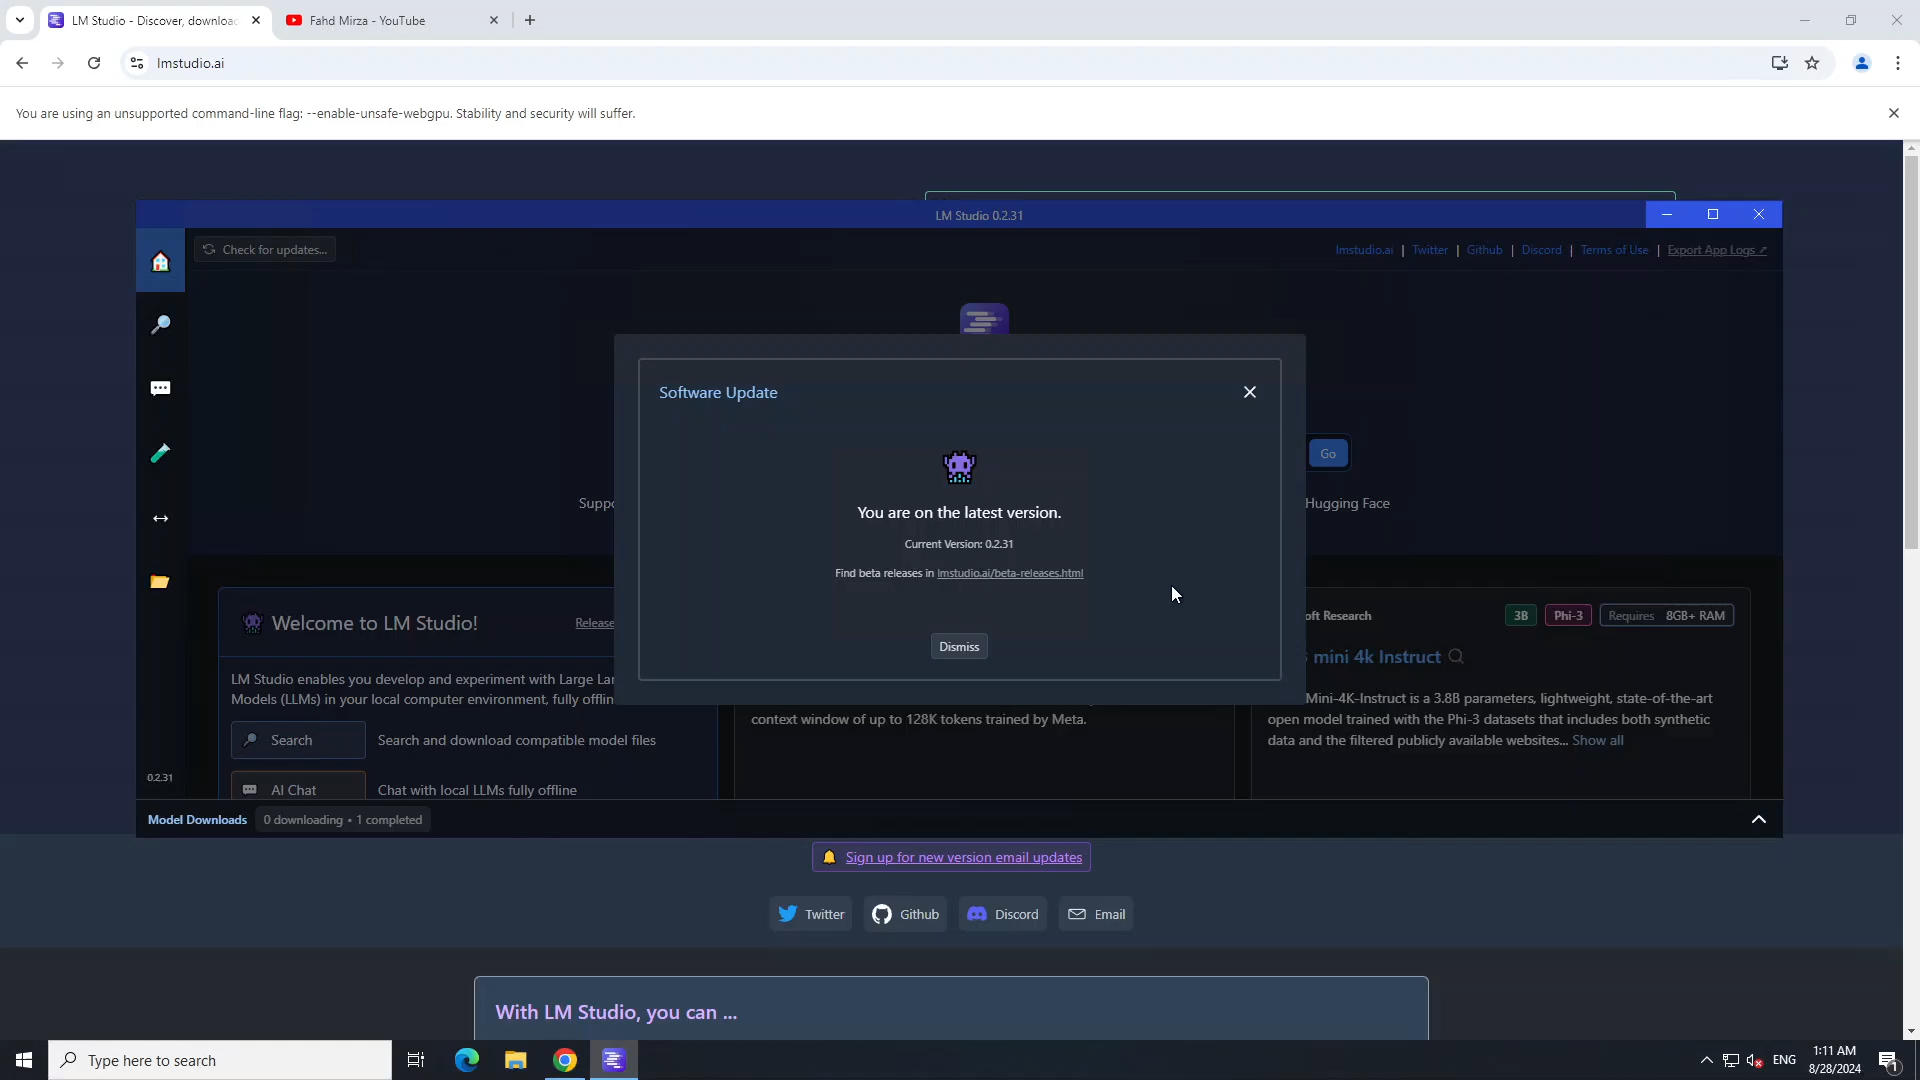 LM Studio - Discover, download
Fahd Mirza - YouTube
lmstudio.ai
You are using an unsupported command-line flag: --enable-unsafe-webgpu. Stability and security will suffer.
LM Studio 0.2.31
Check for updates...
lmstudio.ai | Twitter | Github | Discord | Terms of Use | Export App Logs ↗
Software Update
You are on the latest version.
Current Version: 0.2.31
Find beta releases in lmstudio.ai/beta-releases.html
Dismiss
Go
Suppo
Hugging Face
Welcome to LM Studio!
Release
LM Studio enables you develop and experiment with Large Lan
Models (LLMs) in your local computer environment, fully offlin
Search
Search and download compatible model files
AI Chat
Chat with local LLMs fully offline
context window of up to 128K tokens trained by Meta.
oft Research
3B
Phi-3
Requires 8GB+ RAM
mini 4k Instruct
Mini-4K-Instruct is a 3.8B parameters, lightweight, state-of-the-art
open model trained with the Phi-3 datasets that includes both synthetic
data and the filtered publicly available websites... Show all
0.2.31
Model Downloads
0 downloading • 1 completed
Sign up for new version email updates
Twitter
Github
Discord
Email
With LM Studio, you can ...
Type here to search
ENG
1:11 AM
8/28/2024
1